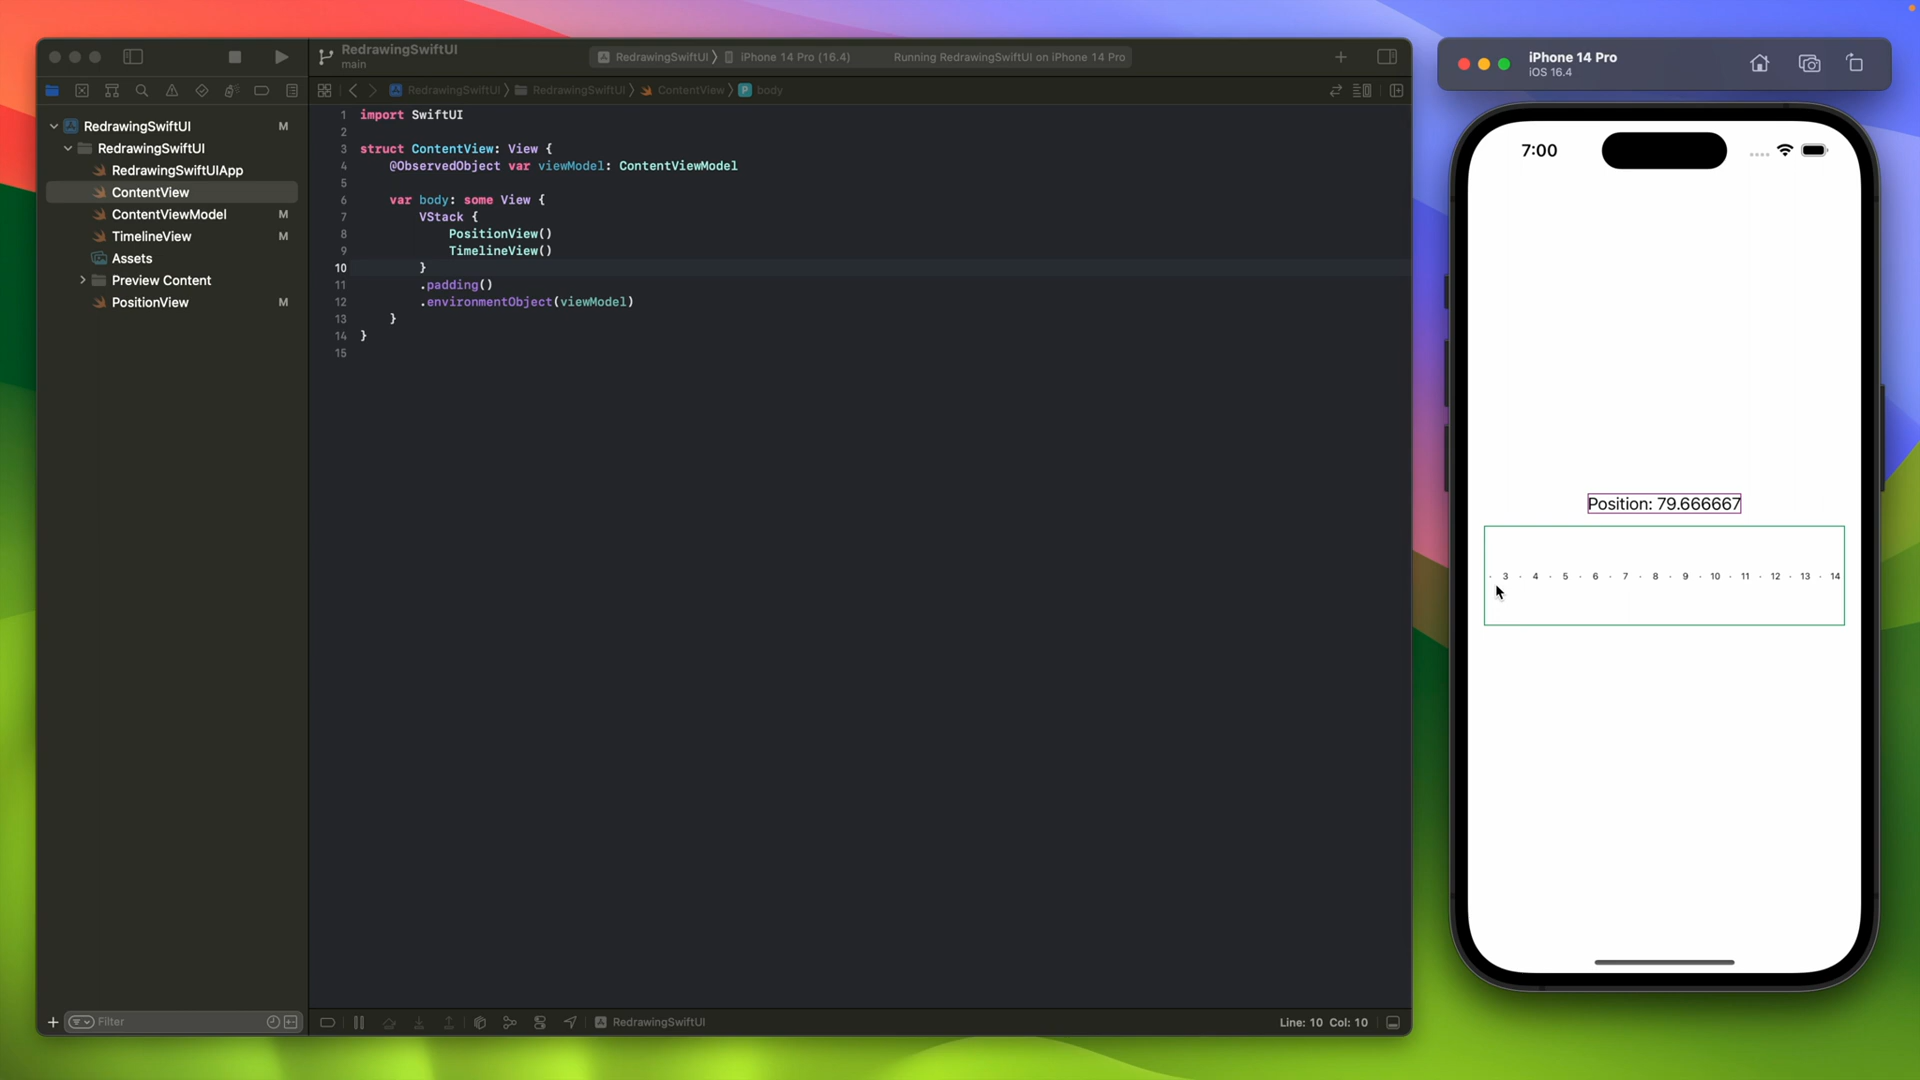 RedrawingSwiftUI
main
RedrawingSwiftUI
iPhone 14 Pro (16.4)
Running RedrawingSwiftUI on iPhone 14 Pro
RedrawingSwiftUI
RedrawingSwiftUI
ContentView
P
body
RedrawingSwiftUI
M
RedrawingSwiftUI
RedrawingSwiftUIApp
ContentView
ContentViewModel
M
TimelineView
M
Assets
Preview Content
PositionView
M
1 import SwiftUI
2
3 struct ContentView: View {
4 @ObservedObject var viewModel: ContentViewModel
5
6 var body: some View {
7 VStack {
8 PositionView()
9 TimelineView()
10 }
11 .padding()
12 .environmentObject(viewModel)
13 }
14 }
15
Filter
RedrawingSwiftUI
Line: 10 Col: 10
iPhone 14 Pro
iOS 16.4
7:00
Position: 79.666667
· 3 · 4 · 5 · 6 · 7 · 8 · 9 · 10 · 11 · 12 · 13 · 14